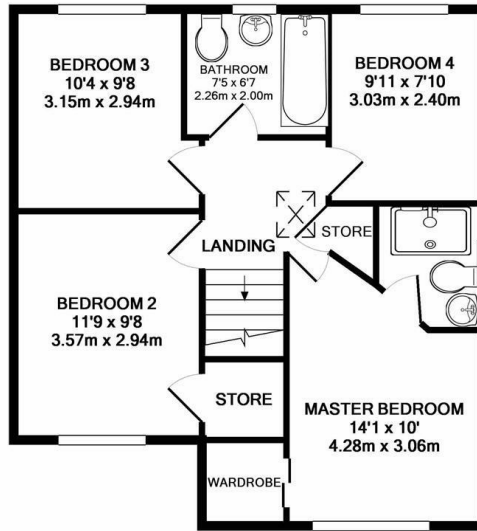 BEDROOM 3
10'4 x 9'8
3.15m x 2.94m
BATHROOM
7'5 x 6'7
2.26m x 2.00m
BEDROOM 4
9'11 x 7'10
3.03m x 2.40m
LANDING
STORE
BEDROOM 2
11'9 x 9'8
3.57m x 2.94m
STORE
MASTER BEDROOM
14'1 x 10'
4.28m x 3.06m
WARDROBE